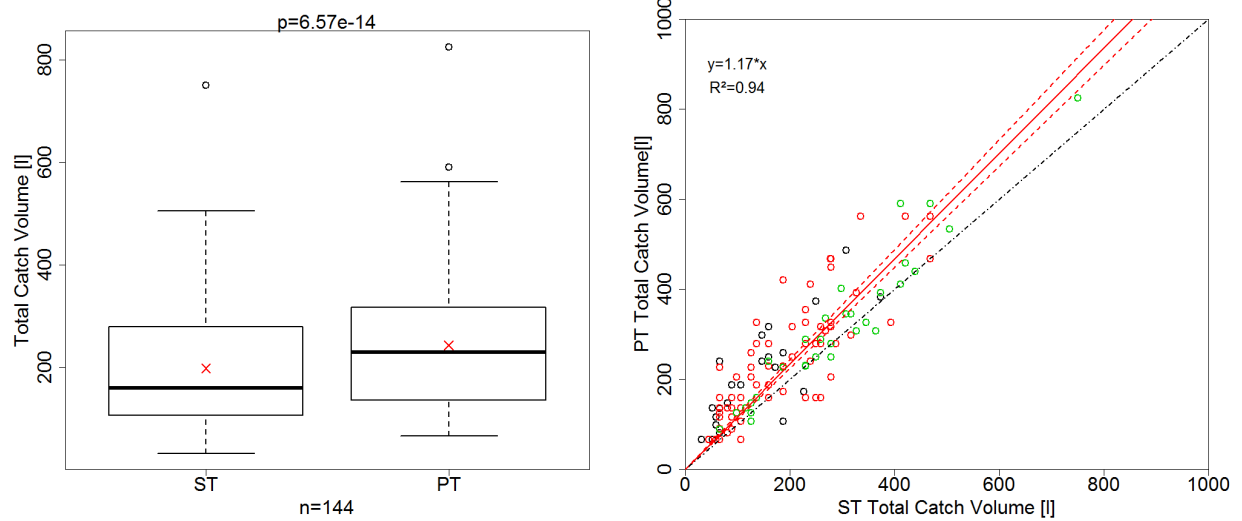 p=6.57e-14
Total Catch Volume [l]
800
600
400
200
ST
PT
n=144
y=1.17*x
R²=0.94
PT Total Catch Volume[l]
1000
800
600
400
200
0
0
200
400
600
800
1000
ST Total Catch Volume [l]